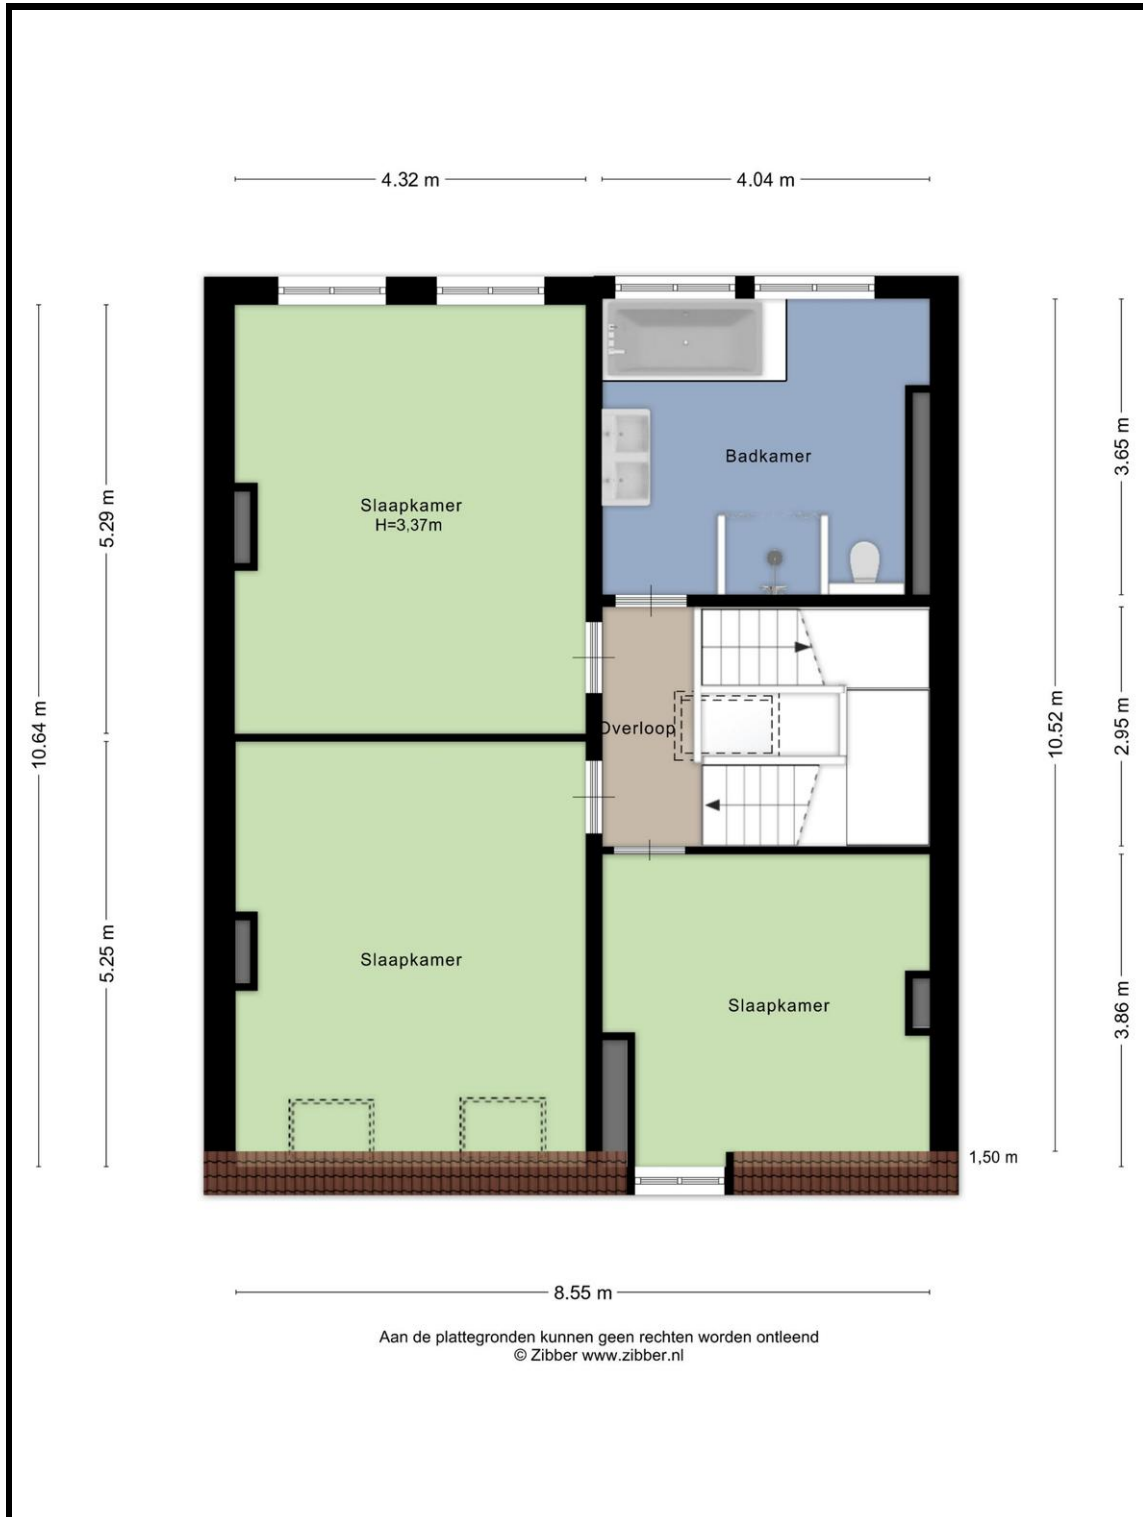 4.32 m
4.04 m
Badkamer
3.65 m
Slaapkamer
H=3,37m
5.29 m
10.64 m
Overloop
10.52 m
2.95 m
Slaapkamer
5.25 m
Slaapkamer
3.86 m
1,50 m
8.55 m
Aan de plattegronden kunnen geen rechten worden ontleend
© Zibber www.zibber.nl